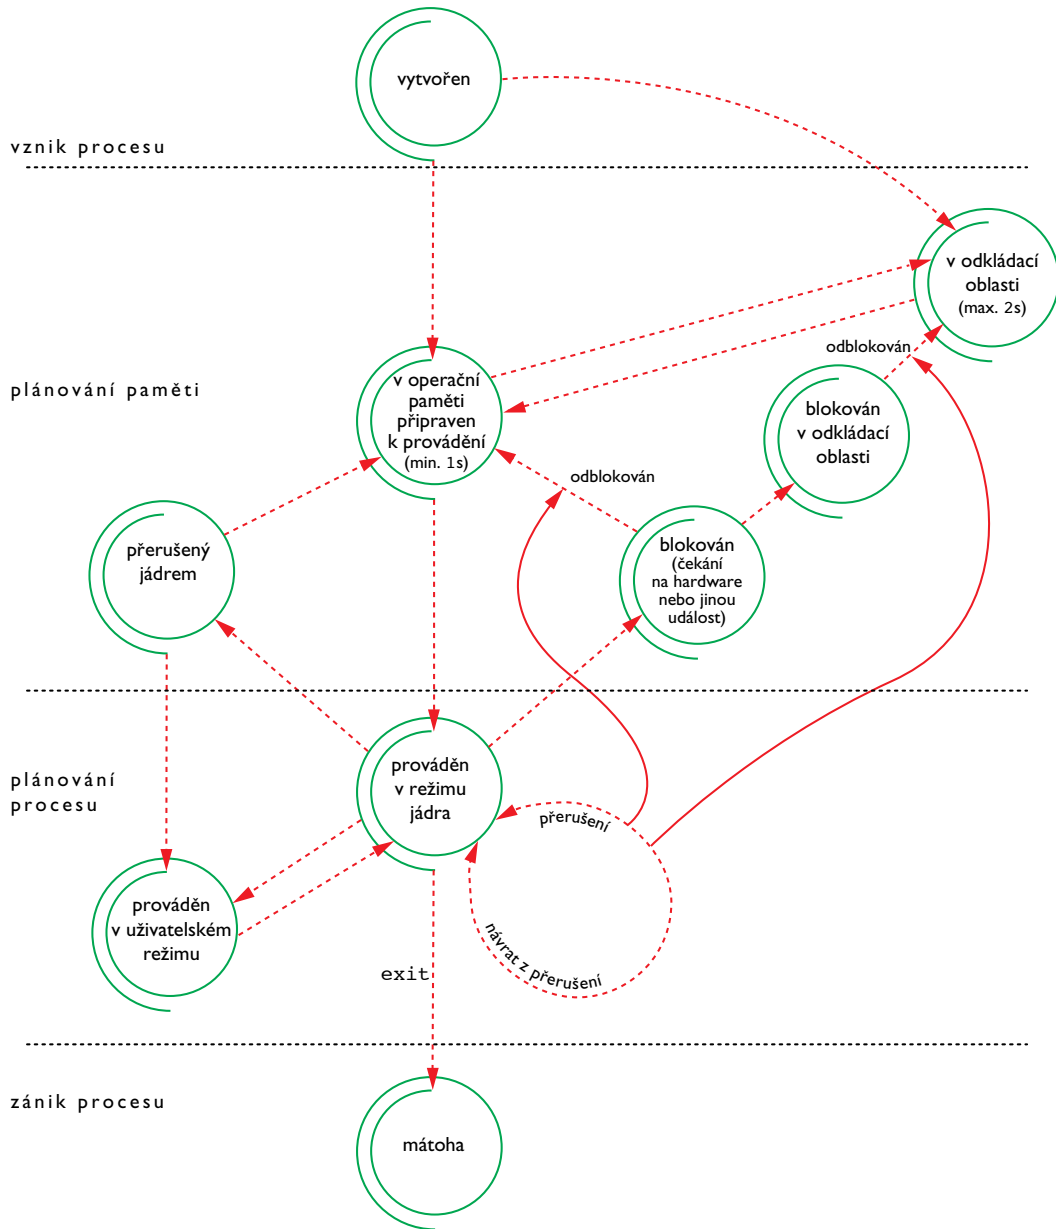 vytvořen
vznik procesu
v odkládací
oblasti
(max. 2s)
odblokován
plánování paměti
v operační
paměti
připraven
k provádění
(min. 1s)
blokován
v odkládací
oblasti
odblokován
přerušený
jádrem
blokován
(čekání
na hardware
nebo jinou
událost)
plánování
procesu
prováděn
v režimu
jádra
přerušení
prováděn
v uživatelském
režimu
návrat z přerušení
exit
zánik procesu
mátoha